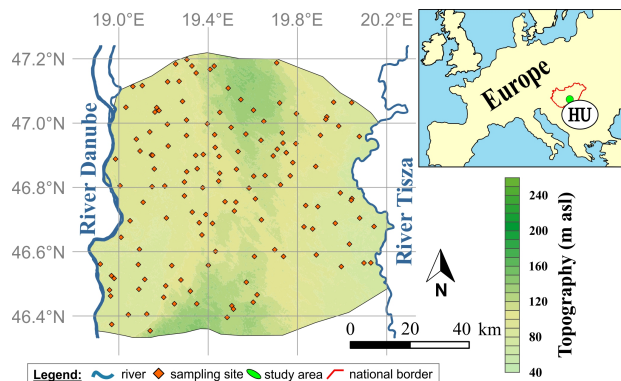 19.0°E 19.4° 19.8° 20.2°E
47.2°N
47.0°N
46.8°N
46.6°N
46.4°N
River Danube
River Tisza
Europe
HU
N
0 20 40 km
240
200
160
120
80
40
Topography (m asl)
Legend: river sampling site study area national border